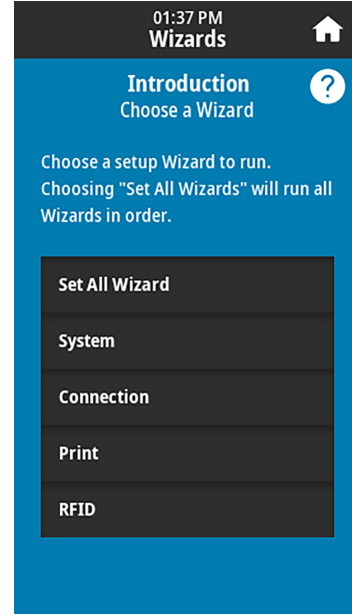 01:37 PM
Wizards
Introduction
Choose a Wizard
?
Choose a setup Wizard to run.
Choosing "Set All Wizards" will run all
Wizards in order.
Set All Wizard
System
Connection
Print
RFID